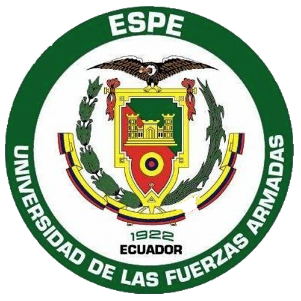 ESPE
1922
ECUADOR
UNIVERSIDAD DE LAS FUERZAS ARMADAS